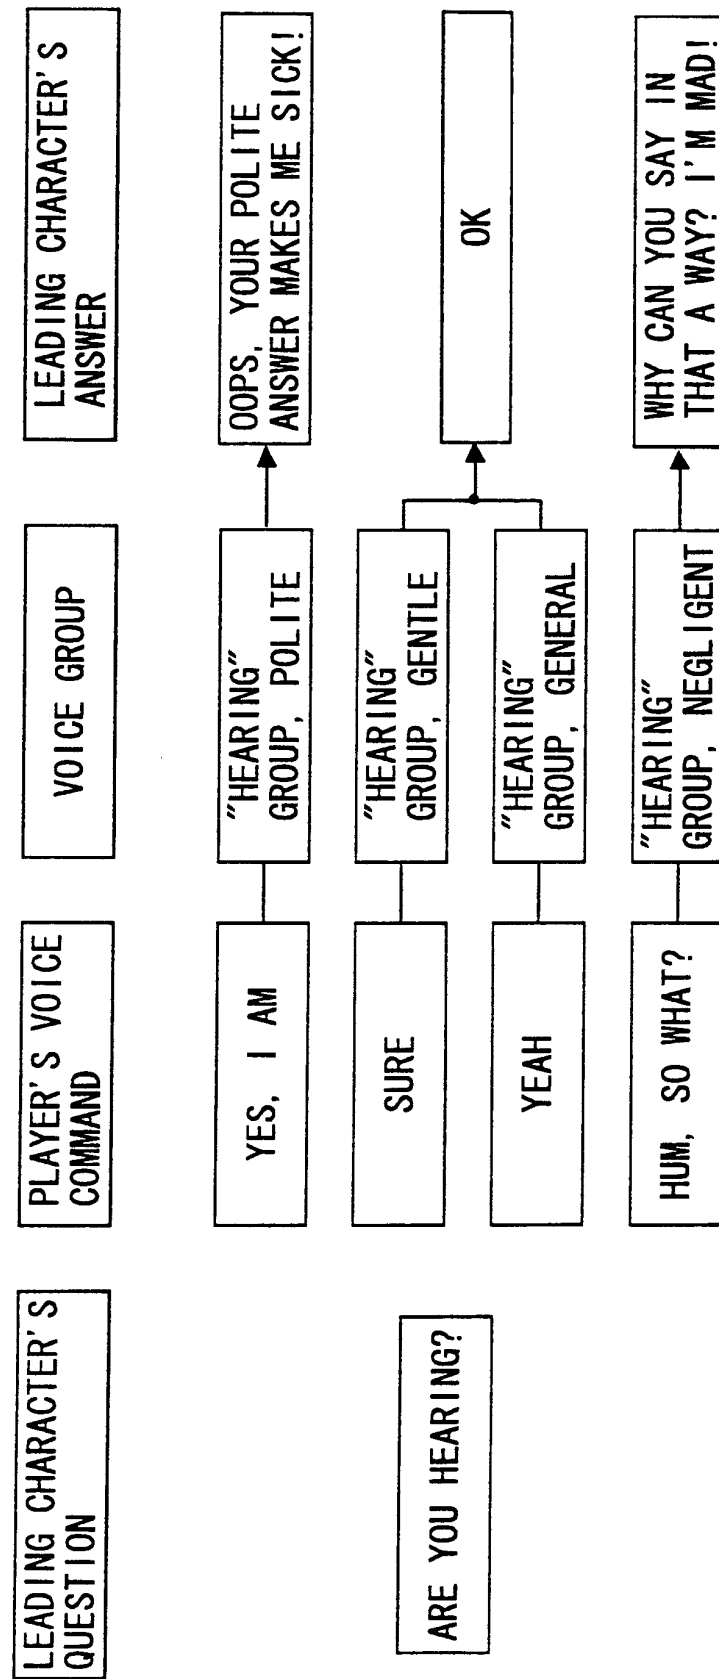 LEADING CHARACTER'S
QUESTION
PLAYER'S VOICE
COMMAND
VOICE GROUP
LEADING CHARACTER'S
ANSWER
ARE YOU HEARING?
YES, I AM
"HEARING"
GROUP, POLITE
OOPS, YOUR POLITE
ANSWER MAKES ME SICK!
SURE
"HEARING"
GROUP, GENTLE
OK
YEAH
"HEARING"
GROUP, GENERAL
HUM, SO WHAT?
"HEARING"
GROUP, NEGLIGENT
WHY CAN YOU SAY IN
THAT A WAY? I'M MAD!